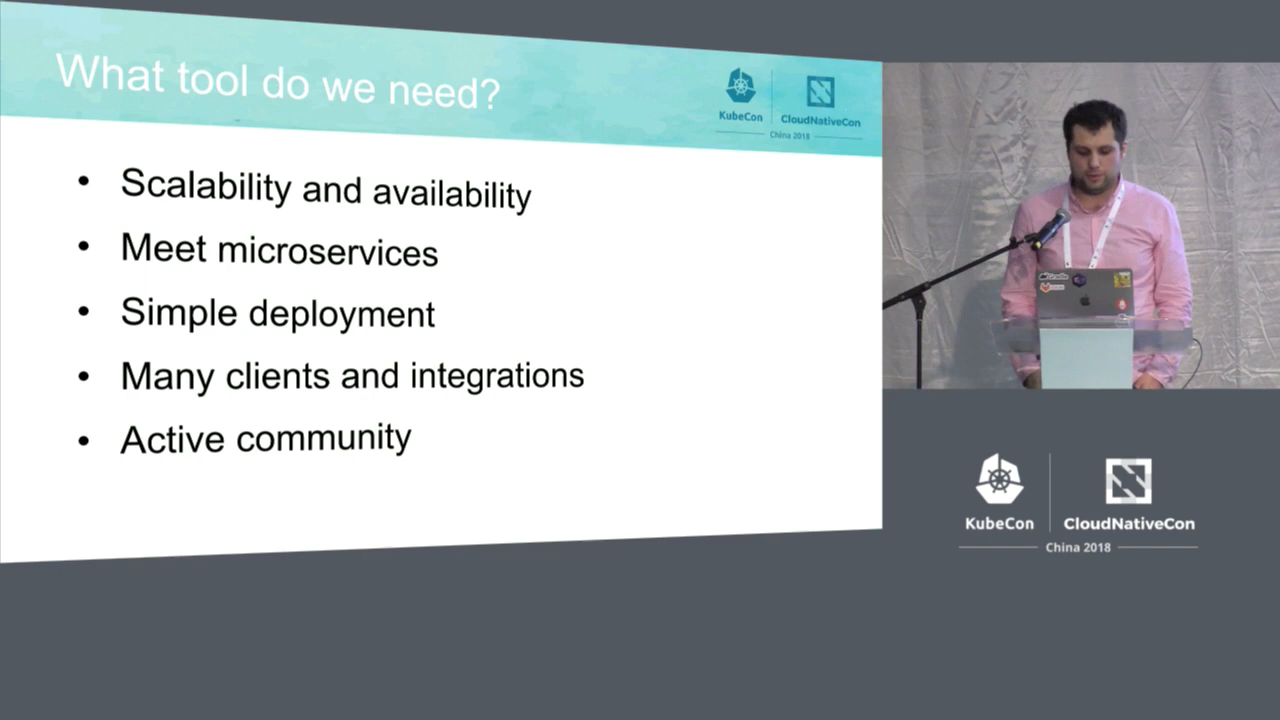 What tool do we need?
KubeCon
CloudNativeCon
China 2018
• Scalability and availability
• Meet microservices
• Simple deployment
• Many clients and integrations
• Active community
KubeCon
CloudNativeCon
China 2018